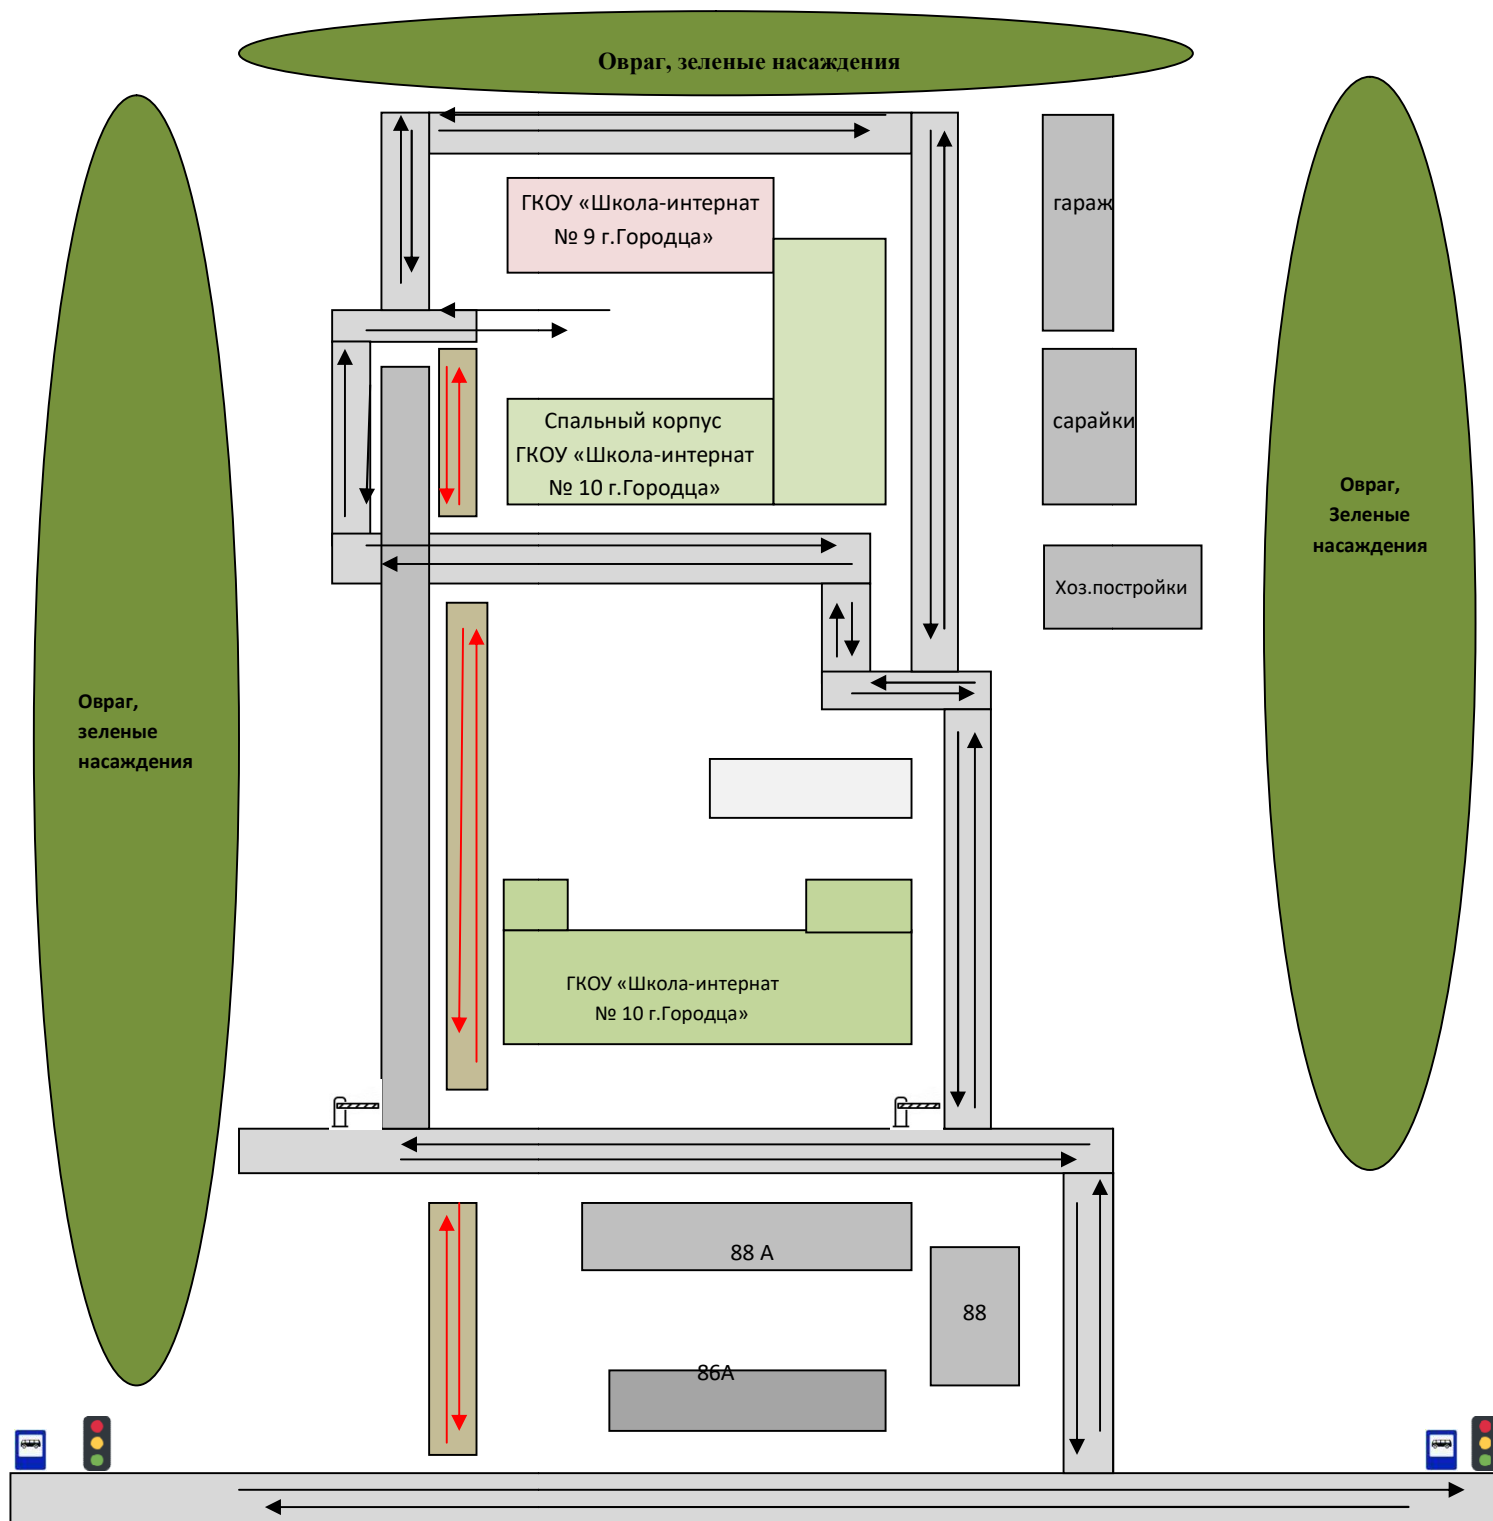 Овраг, зеленые насаждения
ГКОУ «Школа-интернат
№ 9 г.Городца»
гараж
Спальный корпус
ГКОУ «Школа-интернат
№ 10 г.Городца»
сарайки
Овраг,
Зеленые
насаждения
Хоз.постройки
Овраг,
зеленые
насаждения
ГКОУ «Школа-интернат
№ 10 г.Городца»
88 А
88
86А